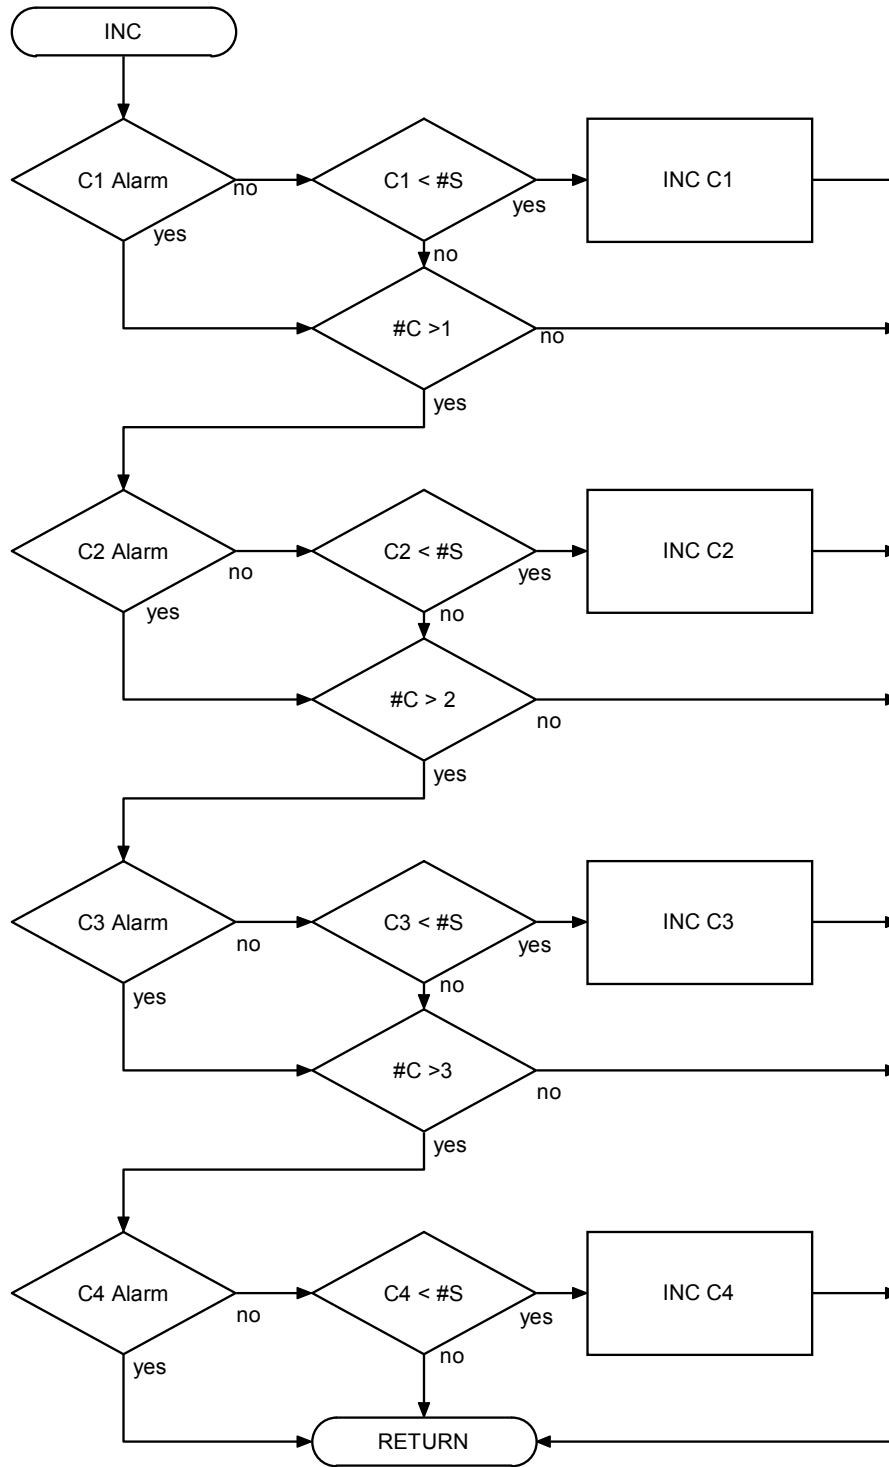 INC
C1 Alarm
no
C1 < #S
yes
INC C1
yes
no
#C >1
no
yes
C2 Alarm
no
C2 < #S
yes
INC C2
yes
no
#C > 2
no
yes
C3 Alarm
no
C3 < #S
yes
INC C3
yes
no
#C >3
no
yes
C4 Alarm
no
C4 < #S
yes
INC C4
yes
no
RETURN